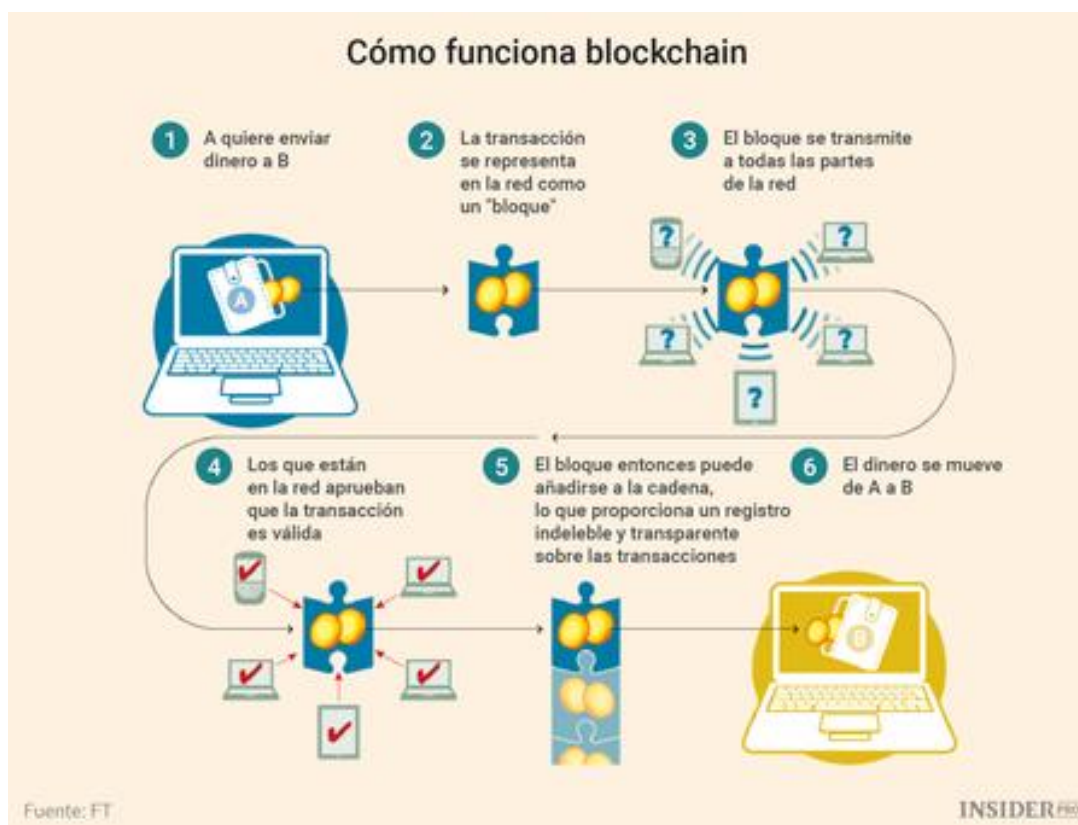 Cómo funciona blockchain
1
A quiere enviar
dinero a B
2
La transacción
se representa
en la red como
un "bloque"
3
El bloque se transmite
a todas las partes
de la red
A
?
?
?
?
?
4
Los que están
en la red aprueban
que la transacción
es válida
5
El bloque entonces puede
añadirse a la cadena,
lo que proporciona un registro
indeleble y transparente
sobre las transacciones
6
El dinero se mueve
de A a B
B
Fuente: FT
INSIDER PRO